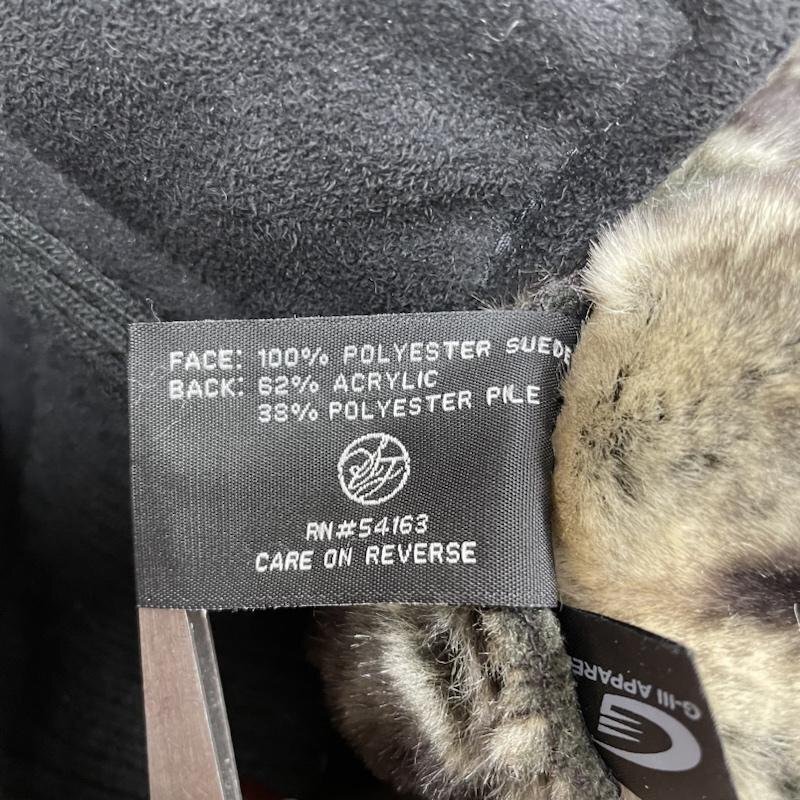 FACE: 100% POLYESTER SUEDE
BACK: 62% ACRYLIC
38% POLYESTER PILE
RN#54163
CARE ON REVERSE
G-III APPAREL